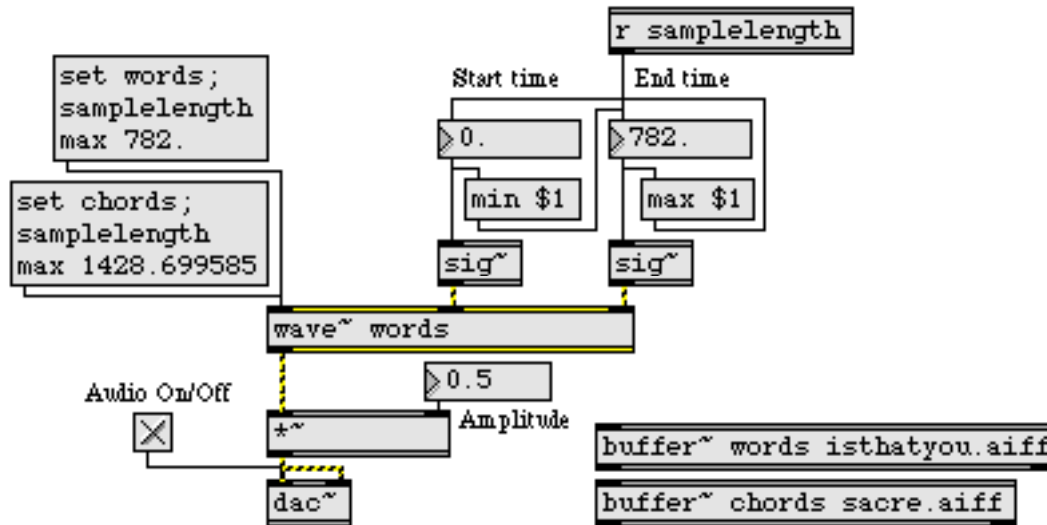 r samplelength
set words;
samplelength
max 782.
Start time
End time
0.
782.
min $1
max $1
set chords;
samplelength
max 1428.699585
sig~
sig~
wave~ words
0.5
Audio On/Off
Amplitude
*~
dac~
buffer~ words isthatyou.aiff
buffer~ chords sacre.aiff